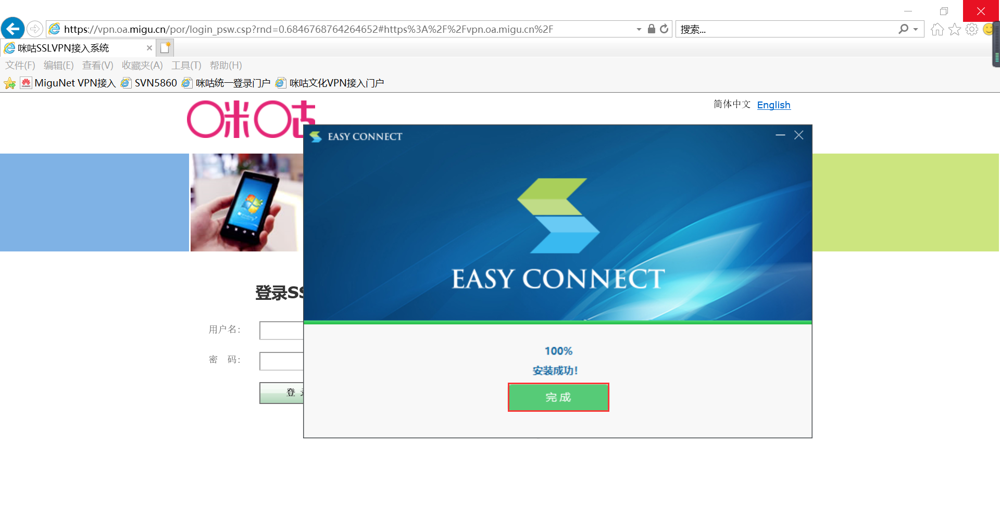 https://vpn.oa.migu.cn/por/login_psw.csp?rnd=0.6846768764264652#https%3A%2F%2Fvpn.oa.migu.cn%2F
搜索...
咪咕SSLVPN接入系统
文件(F) 编辑(E) 查看(V) 收藏夹(A) 工具(T) 帮助(H)
MiguNet VPN接入 SVN5860 咪咕统一登录门户 咪咕文化VPN接入门户
咪咕
简体中文 English
EASY CONNECT
EASY CONNECT
登录SS
用户名：
密 码：
登
100%
安装成功！
完成